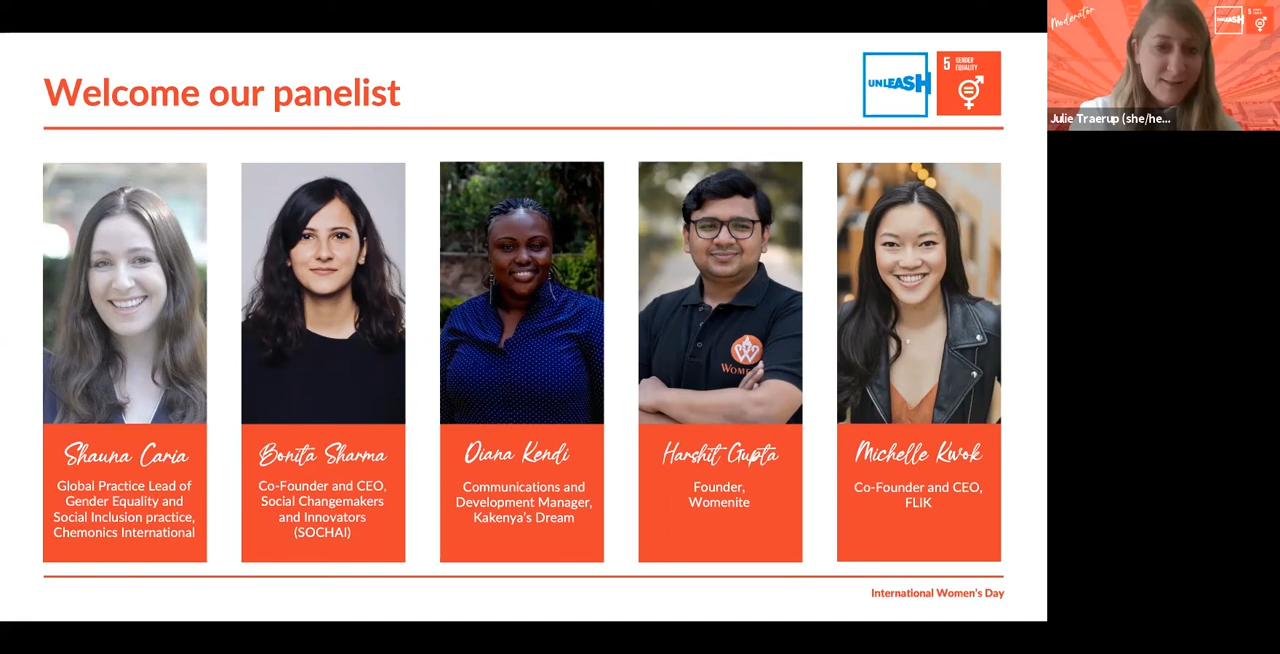 Welcome our panelist
UNLEASH
5 GENDER
EQUALITY
Moderator
UNLEASH
5
Julie Traerup (she/he...
WOME
Shauna Caria
Global Practice Lead of
Gender Equality and
Social Inclusion practice,
Chemonics International
Bonita Sharma
Co-Founder and CEO,
Social Changemakers
and Innovators
(SOCHAI)
Diana Kendi
Communications and
Development Manager,
Kakenya's Dream
Harshit Gupta
Founder,
Womenite
Michelle Kwok
Co-Founder and CEO,
FLIK
International Women's Day